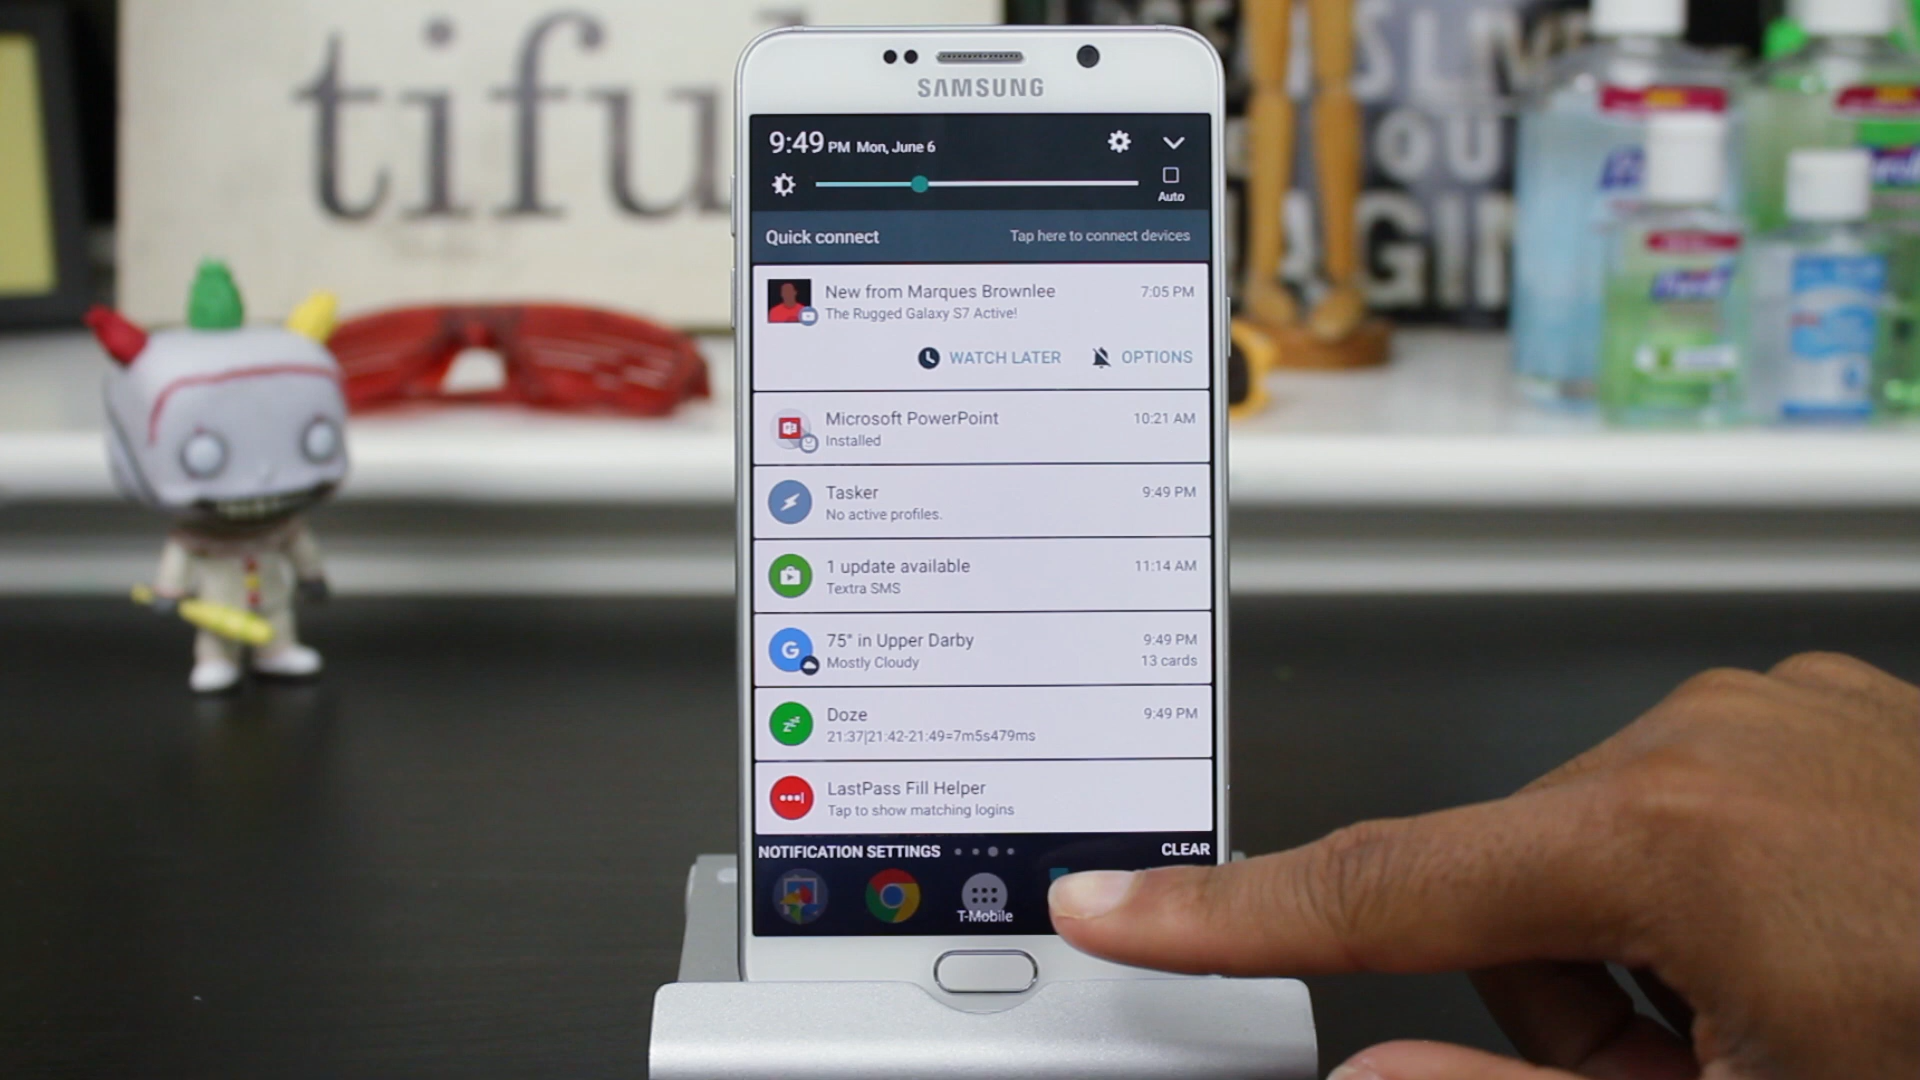 tiful
SAMSUNG
9:49 PM Mon, June 6
Auto
Quick connect
Tap here to connect devices
New from Marques Brownlee
7:05 PM
The Rugged Galaxy S7 Active!
WATCH LATER
OPTIONS
Microsoft PowerPoint
10:21 AM
Installed
Tasker
9:49 PM
No active profiles.
1 update available
11:14 AM
Textra SMS
G
75° in Upper Darby
9:49 PM
Mostly Cloudy
13 cards
Doze
9:49 PM
21:37|21:42-21:49=7m5s479ms
LastPass Fill Helper
Tap to show matching logins
NOTIFICATION SETTINGS
CLEAR
T-Mobile